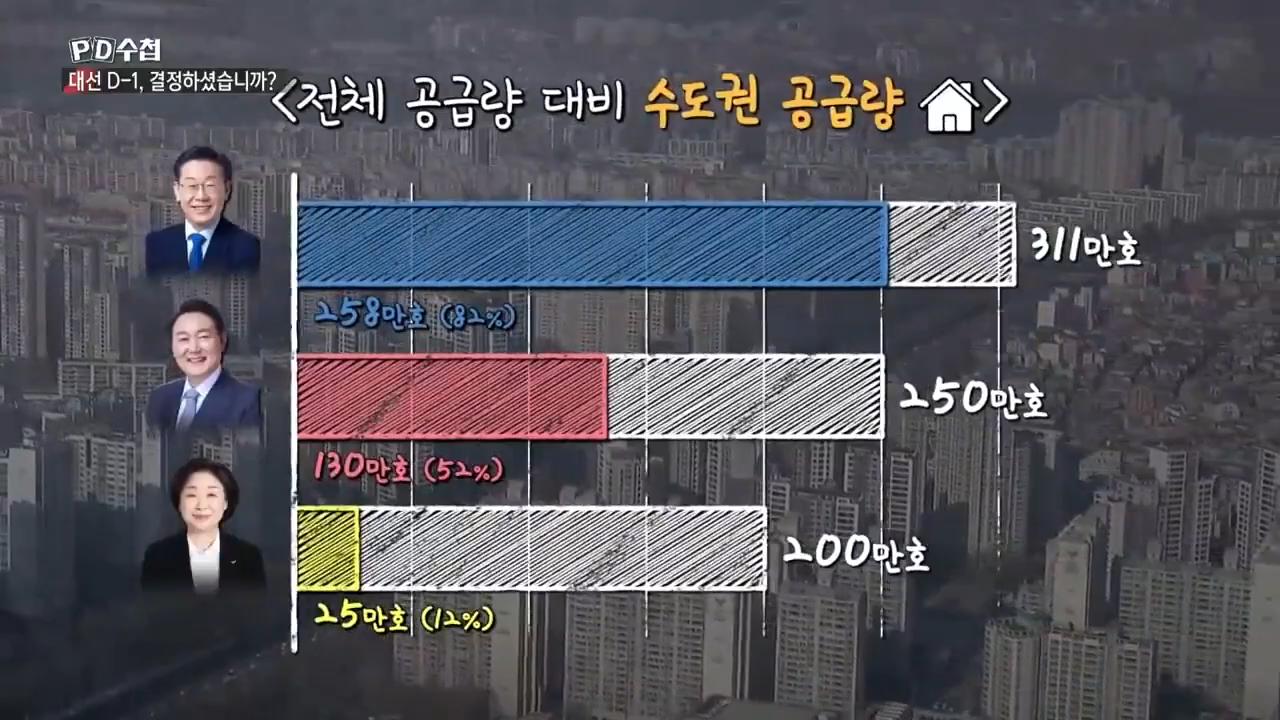 PD수첩
대선 D-1, 결정하셨습니까?
<전체 공급량 대비 수도권 공급량>
311만호
258만호 (82%)
250만호
130만호 (52%)
200만호
25만호 (12%)